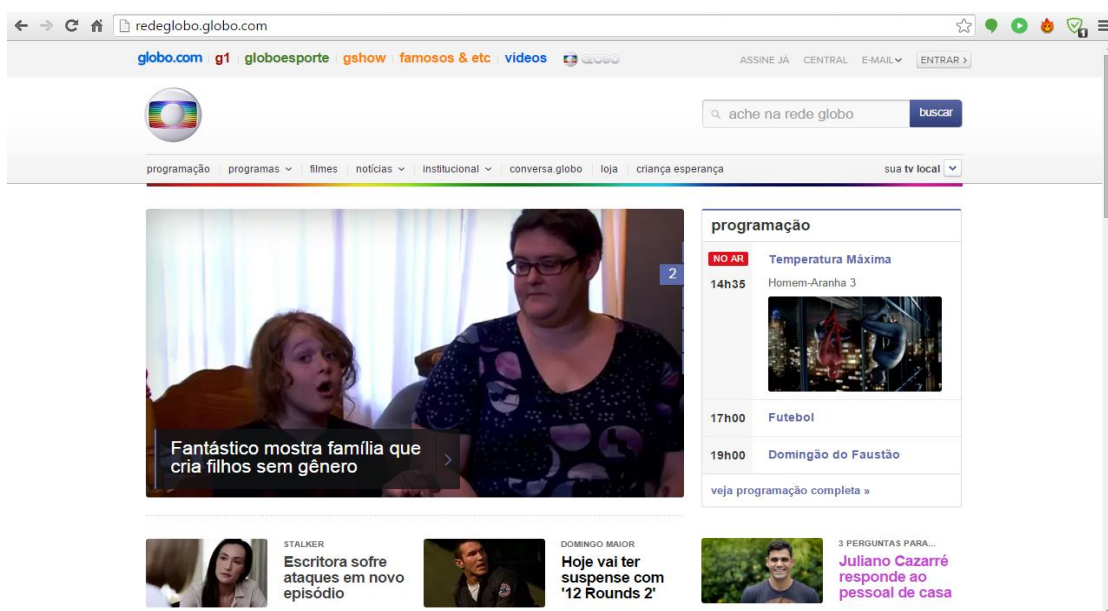 redeglobo.globo.com
1
globo.com g1 globoesporte gshow famosos & etc vídeos GLOBO
ASSINE JÁ CENTRAL E-MAIL ENTRAR >
ache na rede globo buscar
programação programas filmes notícias institucional conversa.globo loja criança esperança sua tv local
2
Fantástico mostra família que
cria filhos sem gênero
programação
NO AR Temperatura Máxima
14h35 Homem-Aranha 3
17h00 Futebol
19h00 Domingão do Faustão
veja programação completa »
STALKER
Escritora sofre
ataques em novo
episódio
DOMINGO MAIOR
Hoje vai ter
suspense com
'12 Rounds 2'
3 PERGUNTAS PARA...
Juliano Cazarré
responde ao
pessoal de casa